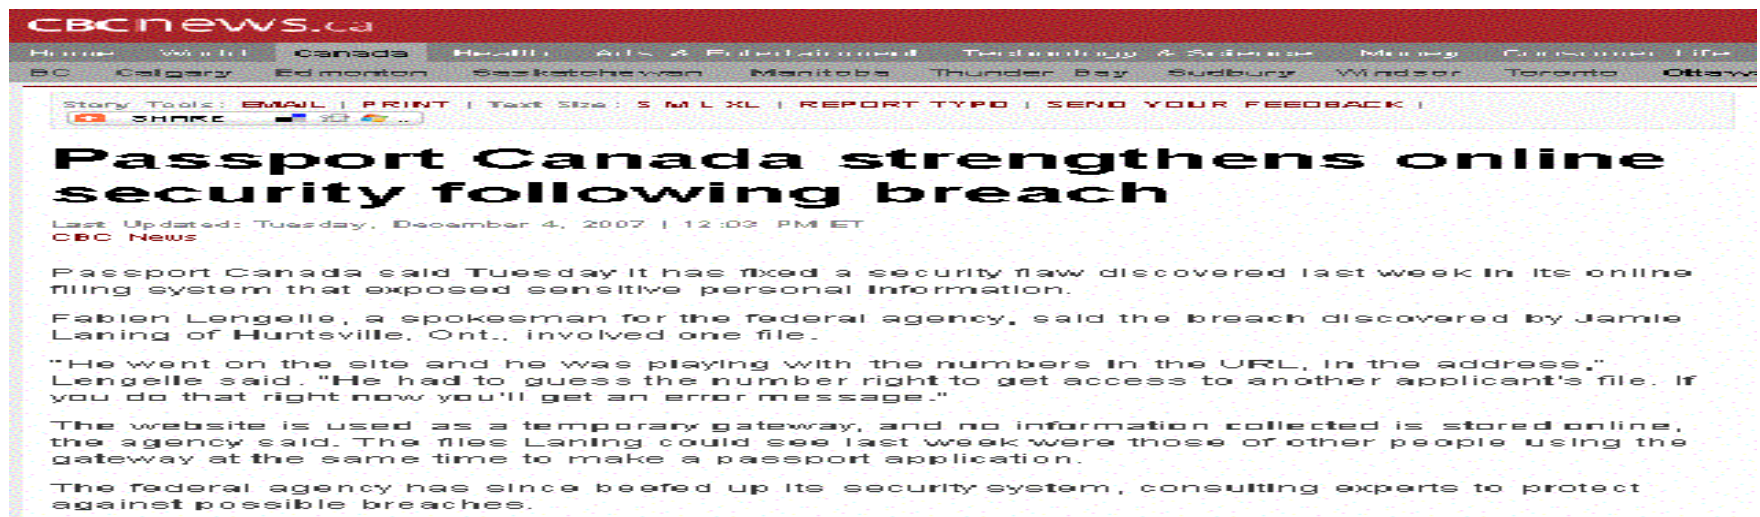 CBCnews.ca
Home World Canada Health Arts & Entertainment Technology & Science Money Consumer Life
BC Calgary Edmonton Saskatchewan Manitoba Thunder Bay Sudbury Windsor Toronto Ottawa
Story Tools: EMAIL | PRINT | Text Size: S M L XL | REPORT TYPO | SEND YOUR FEEDBACK |
SHARE ...
Passport Canada strengthens online
security following breach
Last Updated: Tuesday, December 4, 2007 | 12:03 PM ET
CBC News
Passport Canada said Tuesday it has fixed a security flaw discovered last week in its online
filing system that exposed sensitive personal information.
Fabien Lengelle, a spokesman for the federal agency, said the breach discovered by Jamie
Laning of Huntsville, Ont., involved one file.
"He went on the site and he was playing with the numbers in the URL, in the address,"
Lengelle said. "He had to guess the number right to get access to another applicant's file. If
you do that right now you'll get an error message."
The website is used as a temporary gateway, and no information collected is stored online,
the agency said. The files Laning could see last week were those of other people using the
gateway at the same time to make a passport application.
The federal agency has since beefed up its security system, consulting experts to protect
against possible breaches.